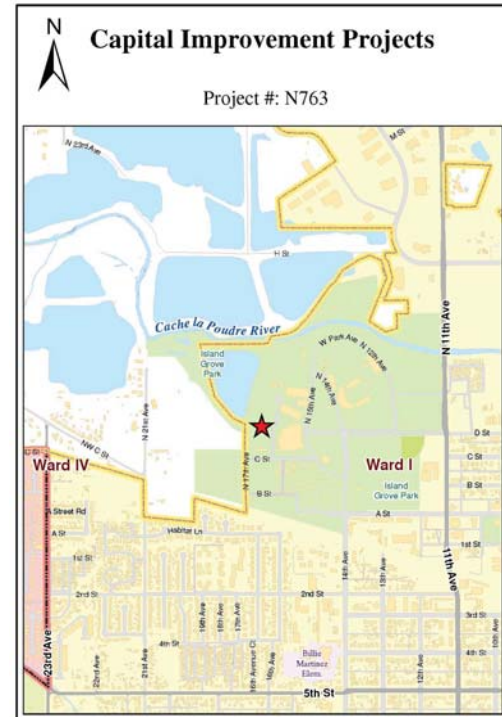 N
Capital Improvement Projects
Project #: N763
N 23rd Ave
M St
H St
N 11th Ave
Cache la Poudre River
W Park Ave
N 12th Ave
Island
Grove
Park
N 14th Ave
N 15th Ave
N 21st Ave
N 17th Ave
NW C St
C St
Ward IV
C St
Ward I
D St
C St
B St
B St
Island
Grove Park
A Street Rd
A St
A St
Habitat Ln
1st St
1st St
11th Ave
14th Ave
13th Ave
2nd St
2nd St
3rd St
19th Ave
18th Ave
17th Ave
4th St
4th St
23rd Ave
22nd Ave
21st Ave
16th Avenue Ct
16th Ave
Billie
Martinez
Elem.
12th Ave
10th Ave
5th St